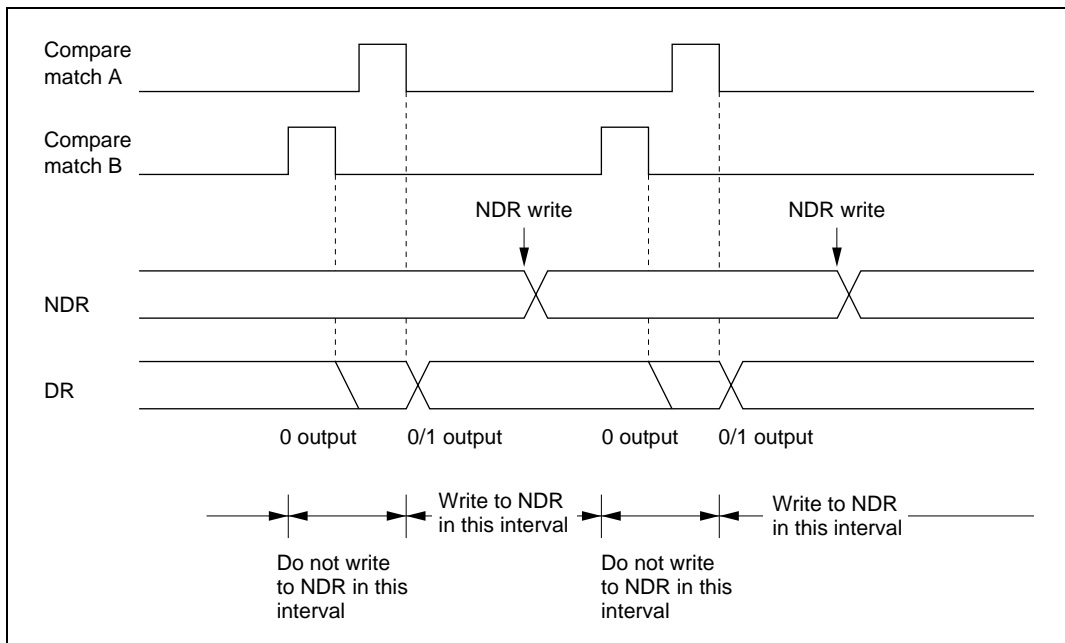 Compare
match A
Compare
match B
NDR write
NDR write
NDR
DR
0 output
0/1 output
0 output
0/1 output
Write to NDR
in this interval
Write to NDR
in this interval
Do not write
to NDR in this
interval
Do not write
to NDR in this
interval